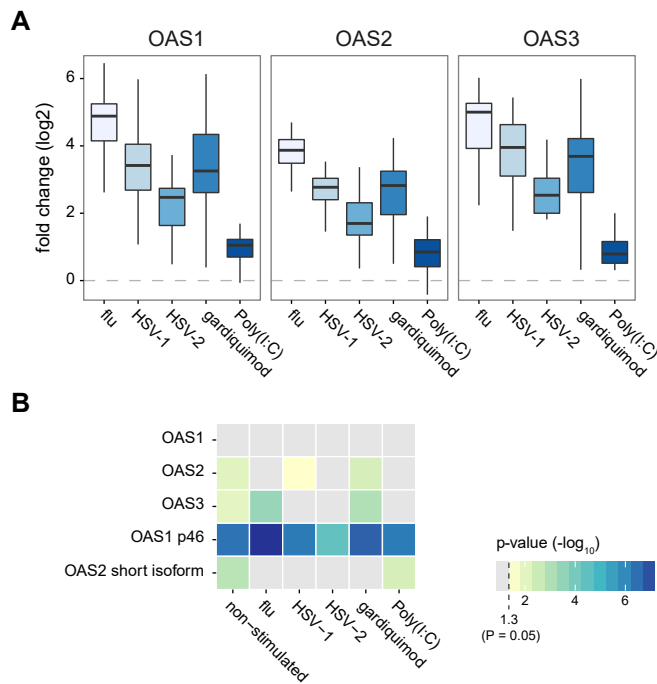 A
OAS1 OAS2 OAS3
fold change (log2)
6
4
2
0
flu HSV-1 HSV-2 gardiquimod Poly(I:C)
flu HSV-1 HSV-2 gardiquimod Poly(I:C)
flu HSV-1 HSV-2 gardiquimod Poly(I:C)
B
OAS1
OAS2
OAS3
OAS1 p46
OAS2 short isoform
non−stimulated flu HSV−1 HSV−2 gardiquimod Poly(I:C)
p-value (-log10)
2 4 6
1.3
(P = 0.05)